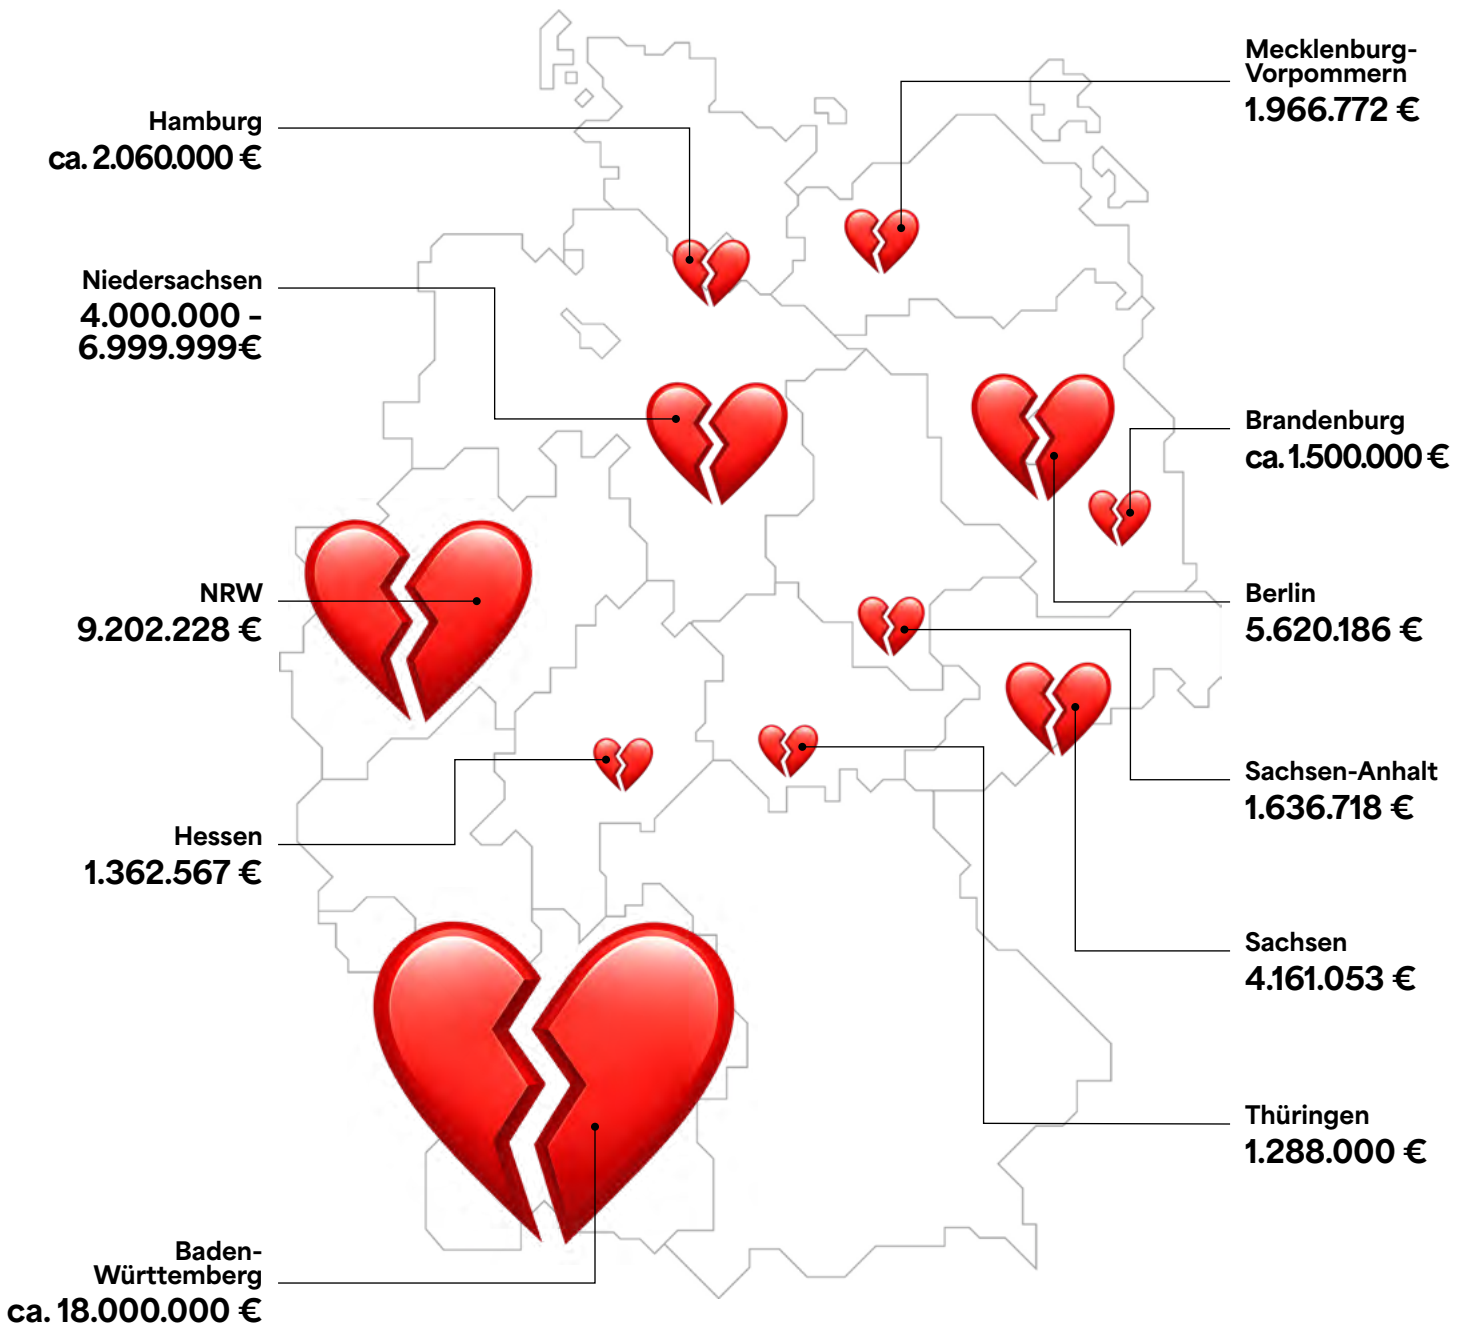 Mecklenburg-
Vorpommern
1.966.772 €
Hamburg
ca. 2.060.000 €
Niedersachsen
4.000.000 –
6.999.999€
Brandenburg
ca. 1.500.000 €
NRW
9.202.228 €
Berlin
5.620.186 €
Sachsen-Anhalt
1.636.718 €
Hessen
1.362.567 €
Sachsen
4.161.053 €
Thüringen
1.288.000 €
Baden-
Württemberg
ca. 18.000.000 €